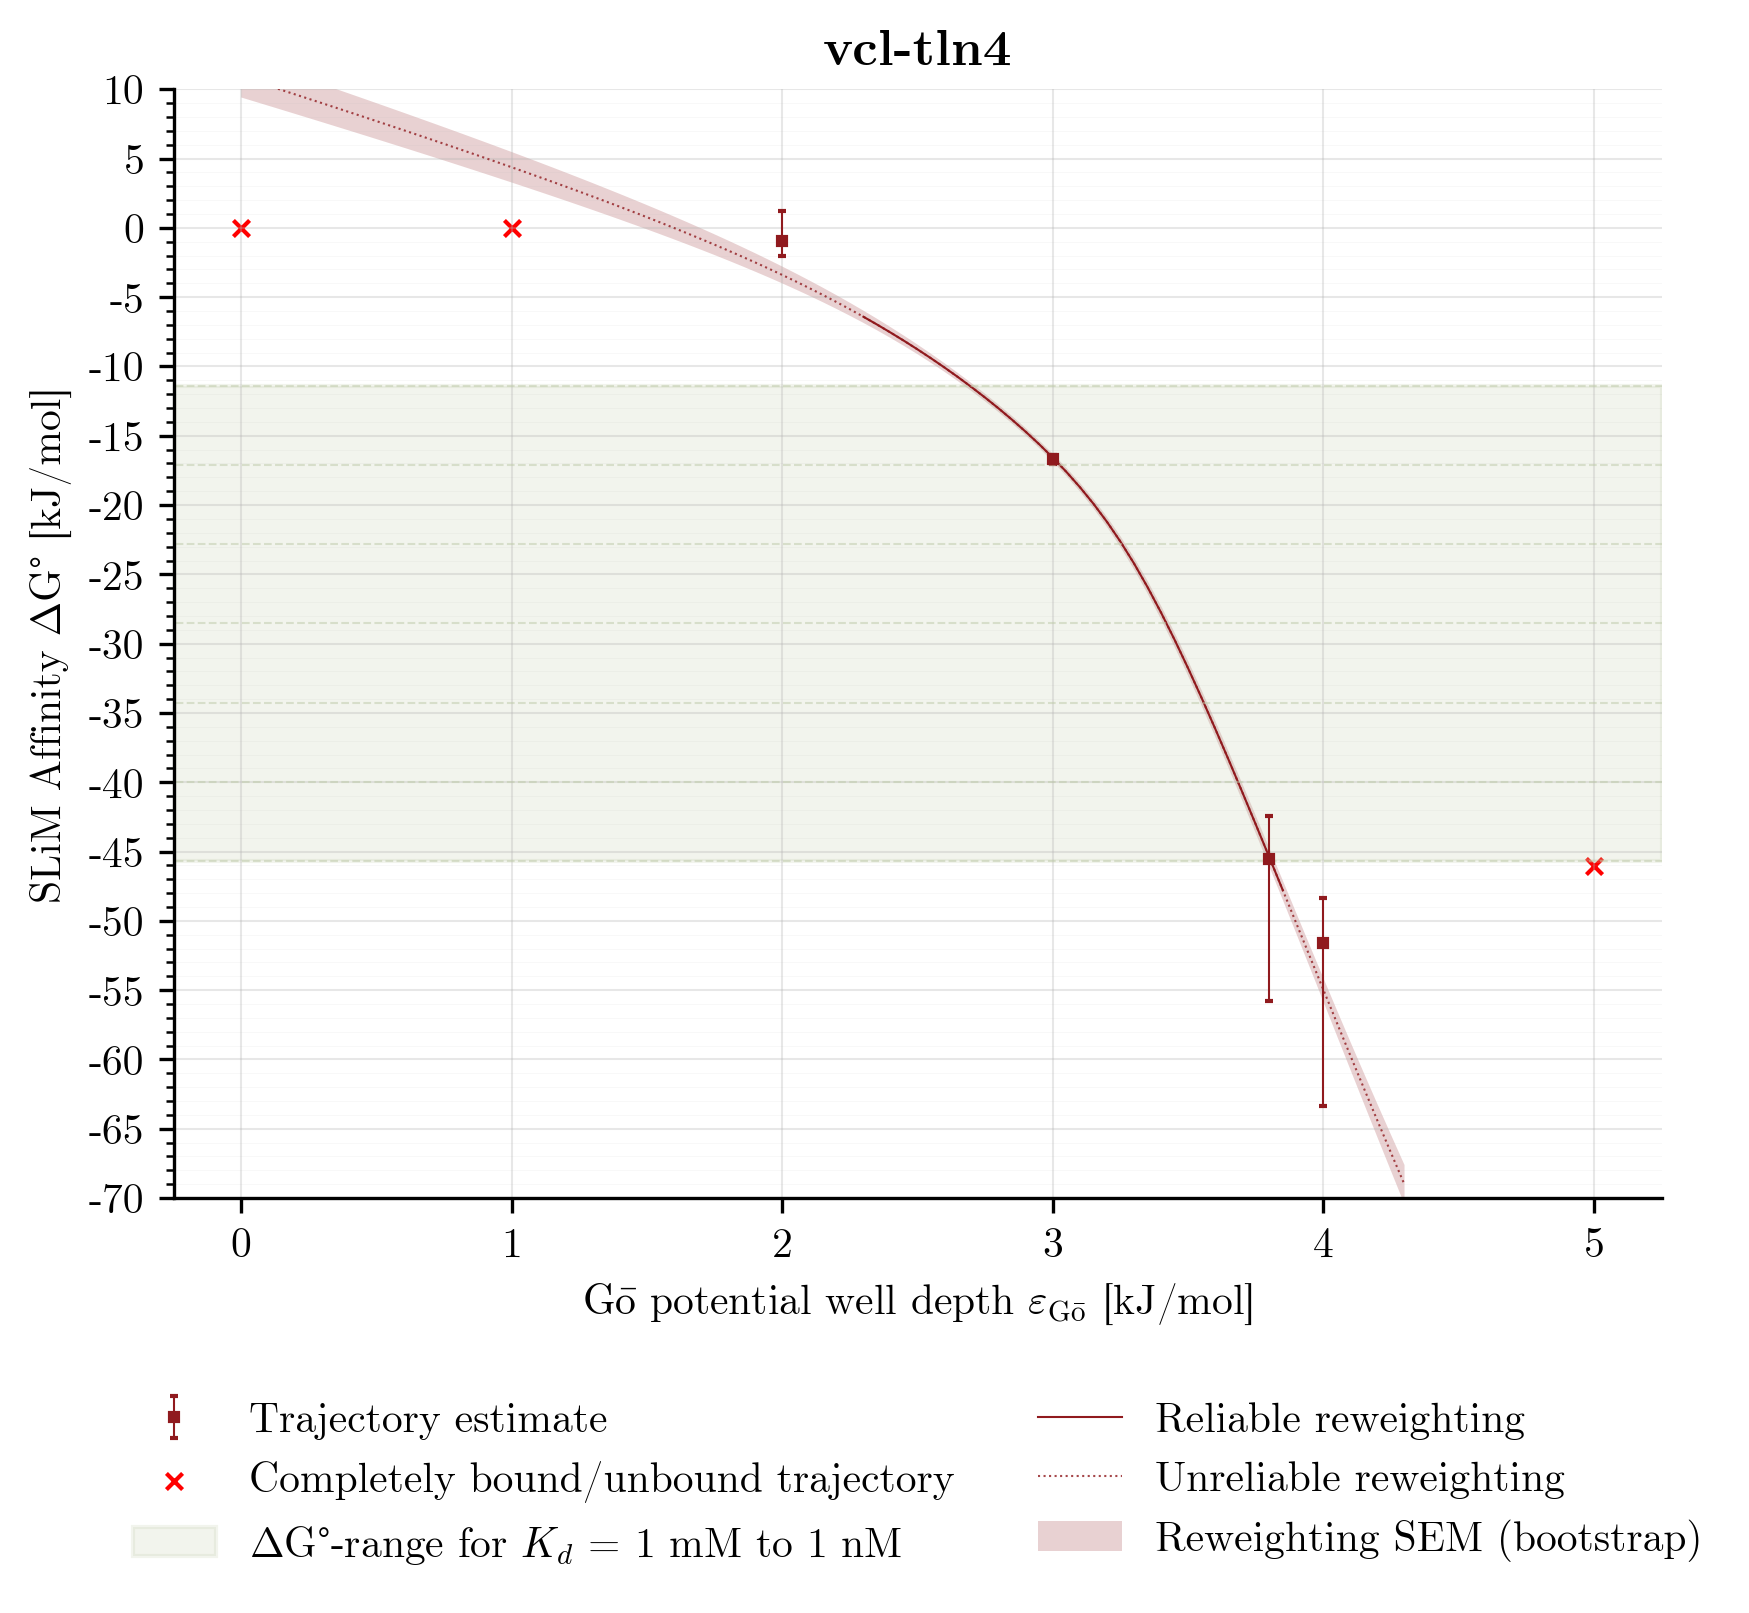 vcl-tln4
10
5
0
-5
-10
-15
-20
-25
-30
-35
-40
-45
-50
-55
-60
-65
-70
SLiM Affinity ΔG° [kJ/mol]
0 1 2 3 4 5
Gō potential well depth ε_Gō [kJ/mol]
Trajectory estimate
Completely bound/unbound trajectory
ΔG°-range for K_d = 1 mM to 1 nM
Reliable reweighting
Unreliable reweighting
Reweighting SEM (bootstrap)